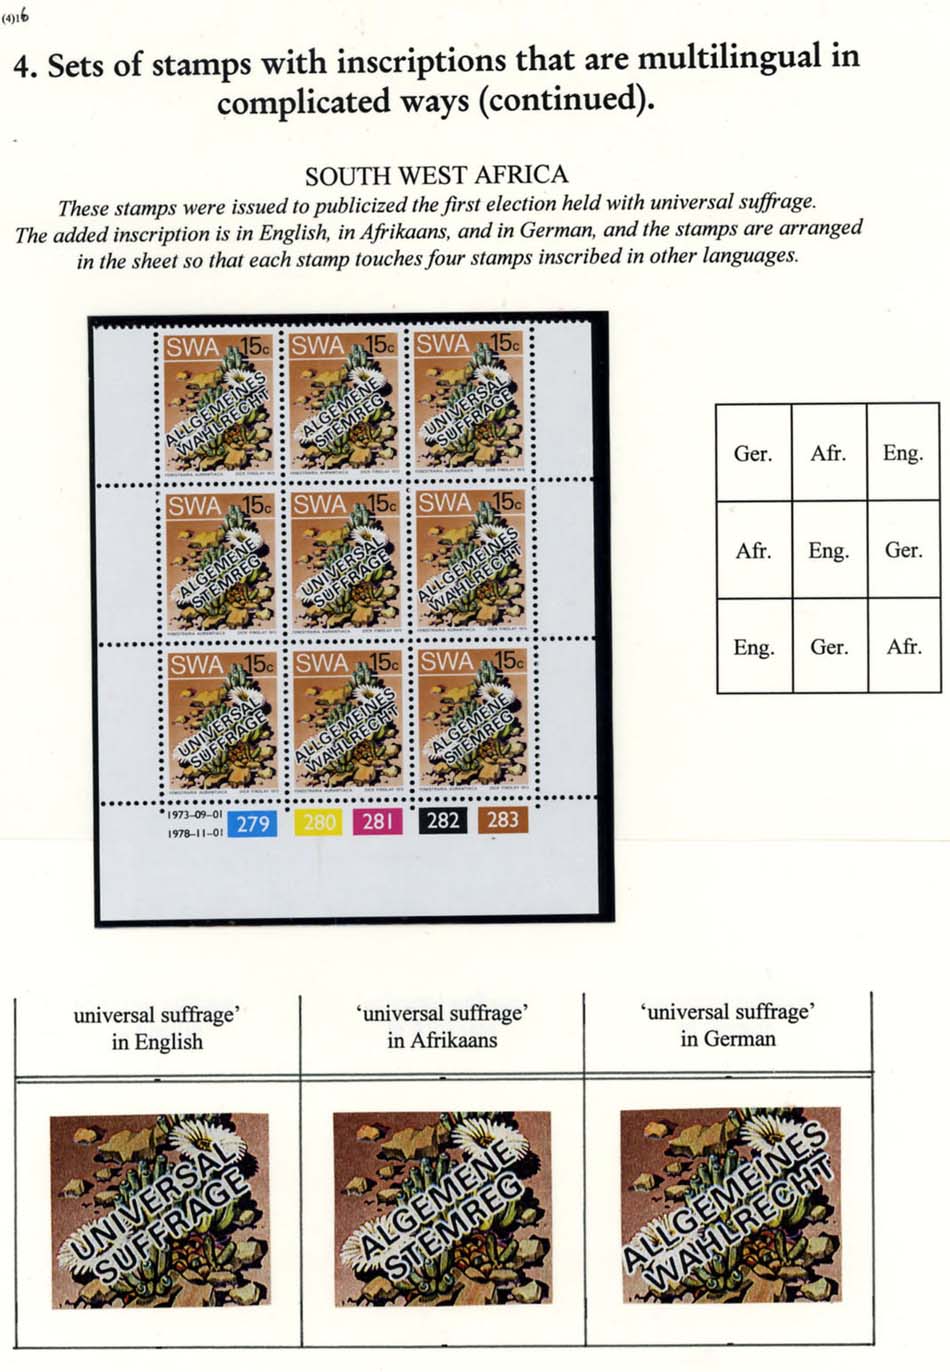 (4)16
4. Sets of stamps with inscriptions that are multilingual in
complicated ways (continued).
SOUTH WEST AFRICA
These stamps were issued to publicized the first election held with universal suffrage.
The added inscription is in English, in Afrikaans, and in German, and the stamps are arranged
in the sheet so that each stamp touches four stamps inscribed in other languages.
SWA 15c SWA 15c SWA 15c
ALLGEMEINES WAHLRECHT
ALGEMENE STEMREG
UNIVERSAL SUFFRAGE
SWA 15c SWA 15c SWA 15c
ALGEMENE STEMREG
UNIVERSAL SUFFRAGE
ALLGEMEINES WAHLRECHT
SWA 15c SWA 15c SWA 15c
UNIVERSAL SUFFRAGE
ALLGEMEINES WAHLRECHT
ALGEMENE STEMREG
1973-09-01
1978-11-01
279 280 281 282 283
Ger. Afr. Eng.
Afr. Eng. Ger.
Eng. Ger. Afr.
universal suffrage’
in English
‘universal suffrage’
in Afrikaans
‘universal suffrage’
in German
UNIVERSAL
SUFFRAGE
ALGEMENE
STEMREG
ALLGEMEINES
WAHLRECHT